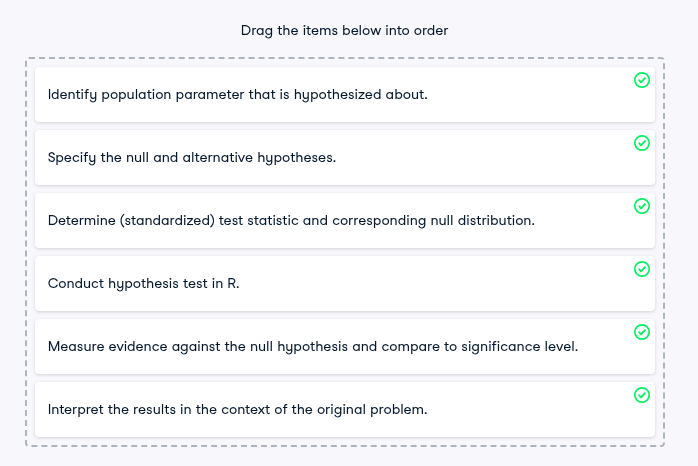 Drag the items below into order
Identify population parameter that is hypothesized about.
Specify the null and alternative hypotheses.
Determine (standardized) test statistic and corresponding null distribution.
Conduct hypothesis test in R.
Measure evidence against the null hypothesis and compare to significance level.
Interpret the results in the context of the original problem.